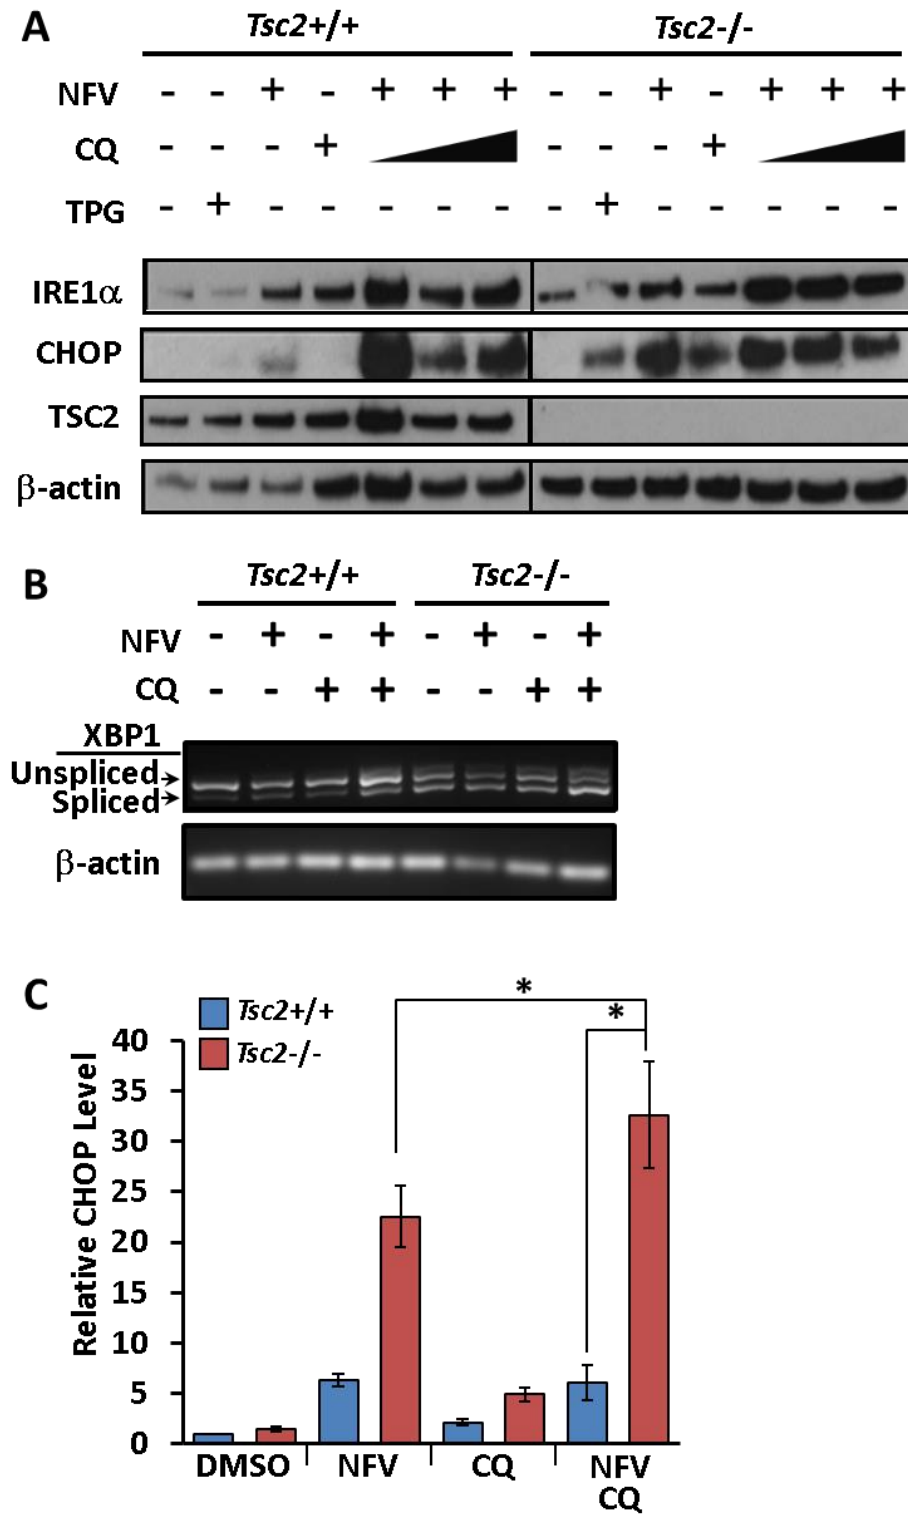 A
Tsc2+/+ Tsc2-/-
NFV - - + - + + + - - + - + + +
CQ - - - + - - - +
TPG - + - - - - - - + - - - - -
IRE1α
CHOP
TSC2
β-actin
B
Tsc2+/+ Tsc2-/-
NFV - + - + - + - +
CQ - - + + - - + +
XBP1
Unspliced
Spliced
β-actin
C
Tsc2+/+
Tsc2-/-
*
*
Relative CHOP Level
40
35
30
25
20
15
10
5
0
DMSO NFV CQ NFV
CQ